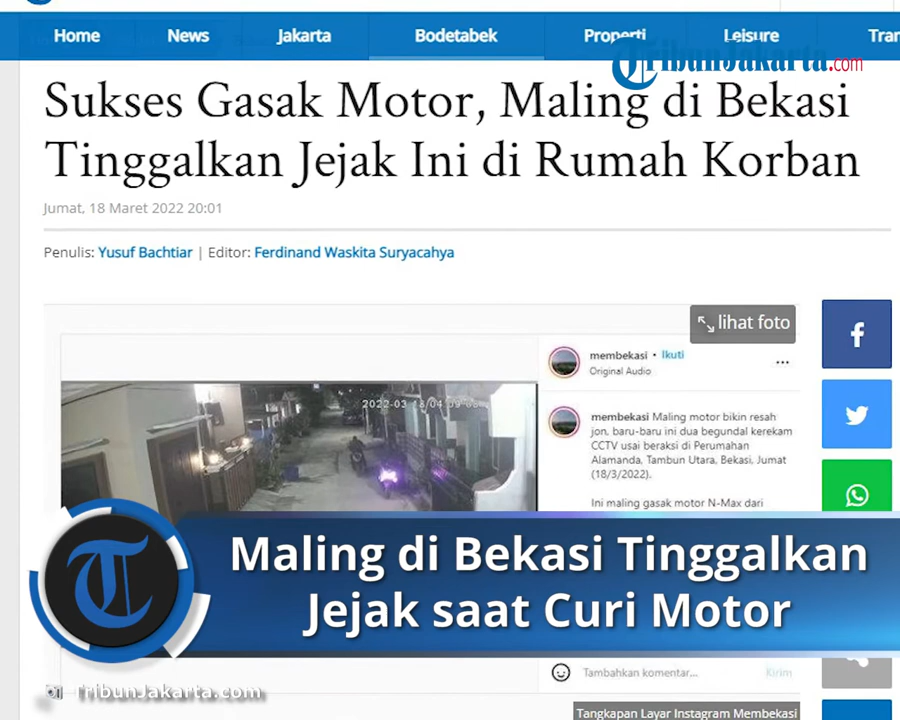 Home News Jakarta Bodetabek Properti Leisure Tra
TribunJakarta.com
Sukses Gasak Motor, Maling di Bekasi
Tinggalkan Jejak Ini di Rumah Korban
Jumat, 18 Maret 2022 20:01
Penulis: Yusuf Bachtiar | Editor: Ferdinand Waskita Suryacahya
lihat foto
membekasi • Ikuti
Original Audio
membekasi Maling motor bikin resah
jon, baru-baru ini dua begundal kerekam
CCTV usai beraksi di Perumahan
Alamanda, Tambun Utara, Bekasi, Jumat
(18/3/2022).
Ini maling gasak motor N-Max dari
Maling di Bekasi Tinggalkan
Jejak saat Curi Motor
Tambahkan komentar... Kirim
TribunJakarta.com
Tangkapan Layar Instagram Membekasi